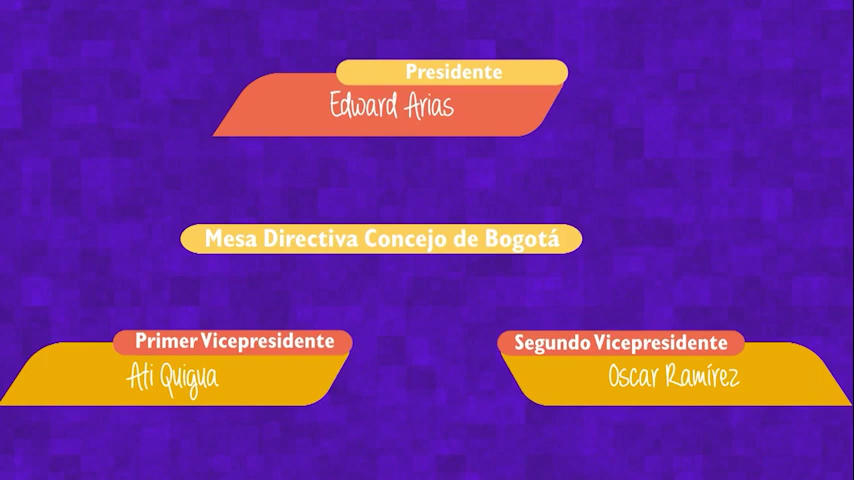 Presidente
Edward Arias
Mesa Directiva Concejo de Bogotá
Primer Vicepresidente
Ati Quigua
Segundo Vicepresidente
Oscar Ramírez